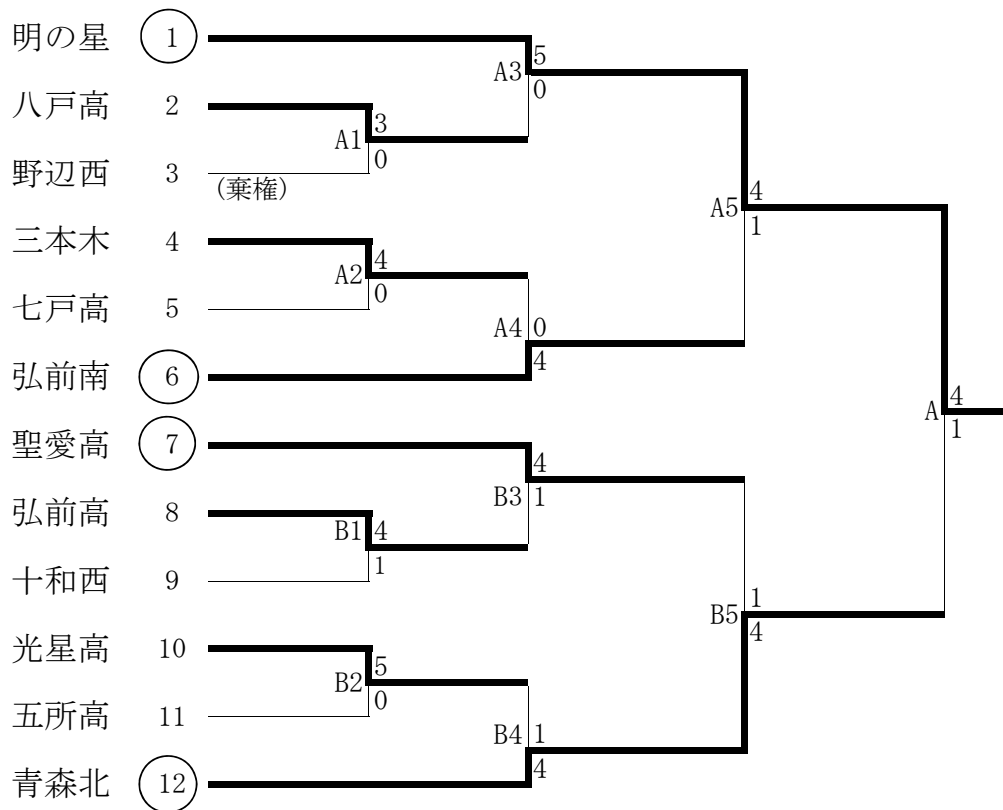 明の星 1
5
A3
0
八戸高 2
3
A1
0
野辺西 3
(棄権)
4
A5
1
三本木 4
4
A2
0
七戸高 5
A4 0
4
弘前南 6
4
A
1
聖愛高 7
4
B3 1
弘前高 8
B1 4
1
十和西 9
1
B5
4
光星高 10
5
B2
0
五所高 11
B4 1
4
青森北 12